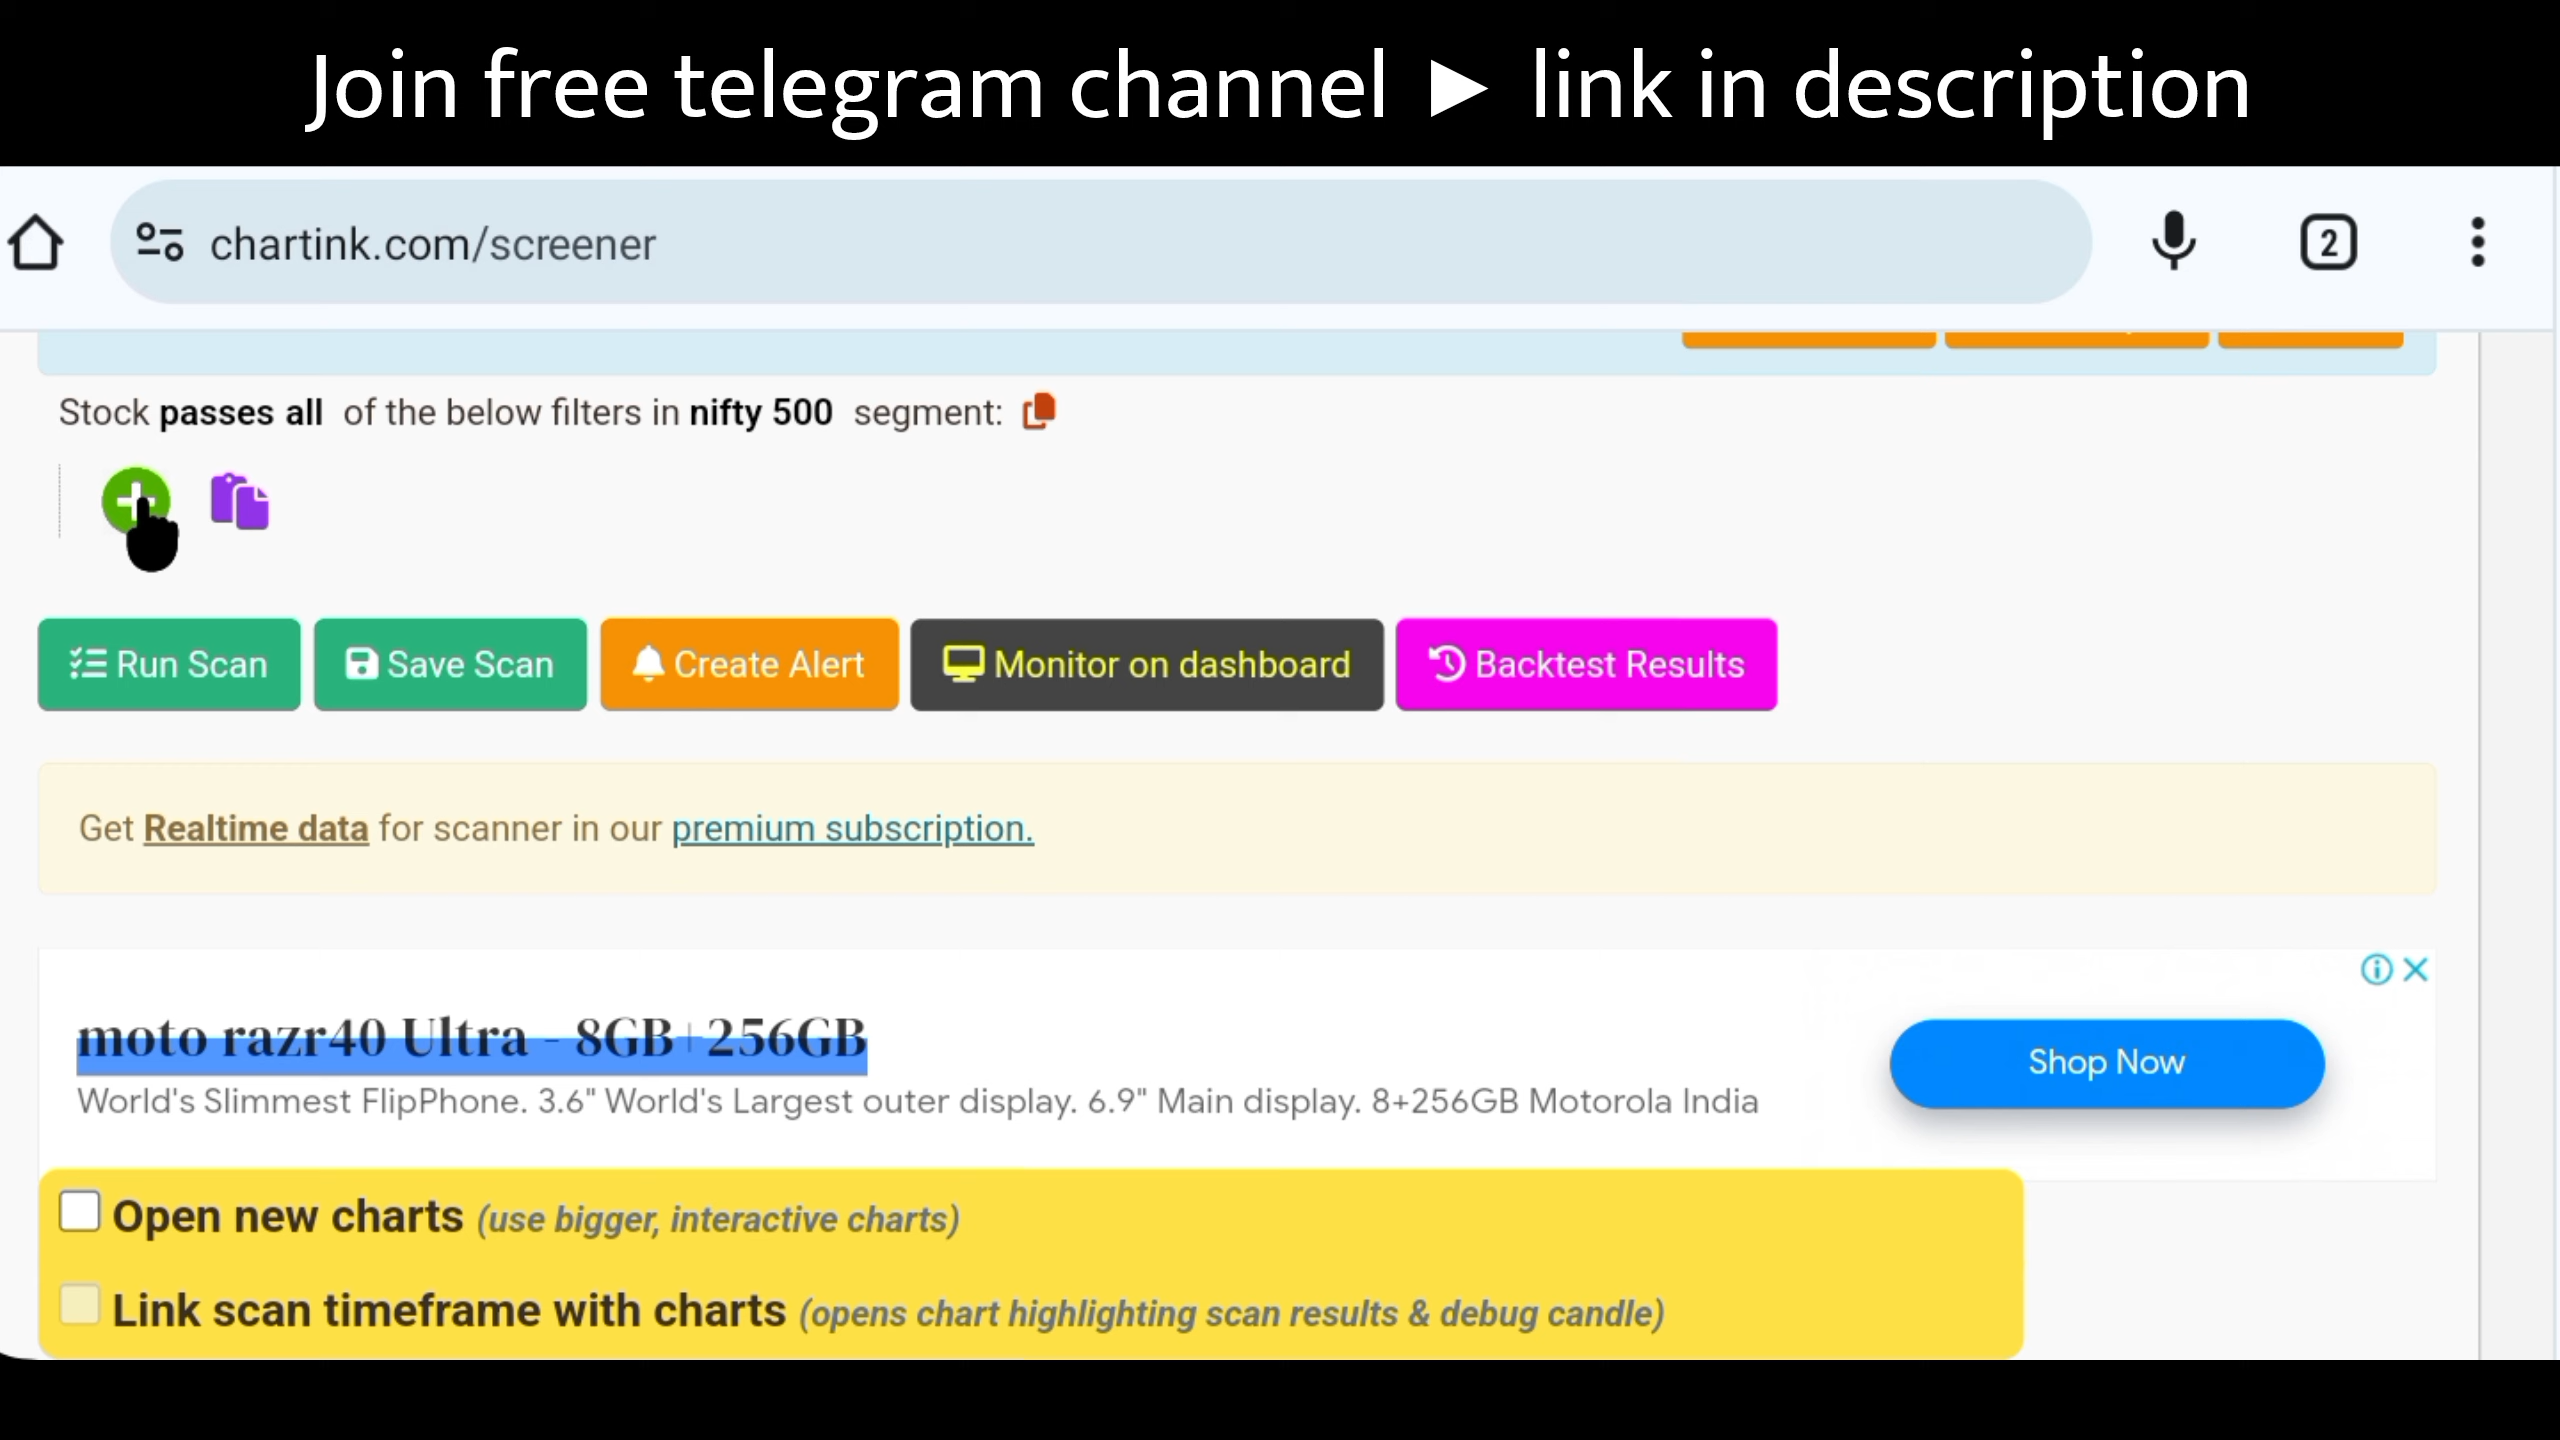 Join free telegram channel ► link in description
chartink.com/screener
2
Stock passes all of the below filters in nifty 500 segment:
Run Scan
Save Scan
Create Alert
Monitor on dashboard
Backtest Results
Get Realtime data for scanner in our premium subscription.
moto razr40 Ultra - 8GB+256GB
World's Slimmest FlipPhone. 3.6" World's Largest outer display. 6.9" Main display. 8+256GB Motorola India
Shop Now
Open new charts (use bigger, interactive charts)
Link scan timeframe with charts (opens chart highlighting scan results & debug candle)